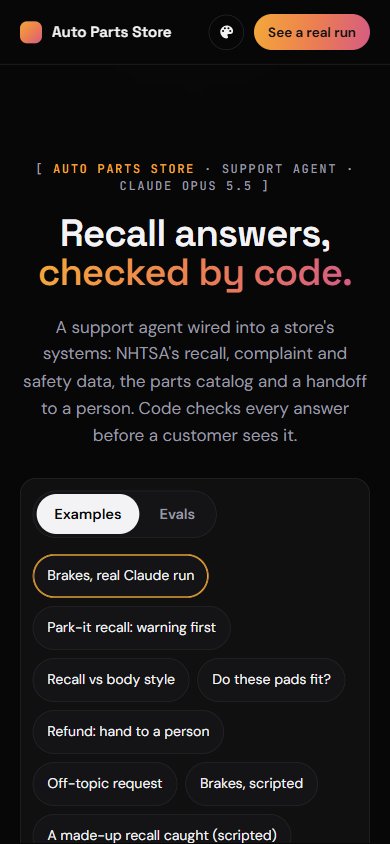 Auto Parts Store
See a real run
[ AUTO PARTS STORE · SUPPORT AGENT ·
CLAUDE OPUS 5.5 ]
Recall answers,
checked by code.
A support agent wired into a store's
systems: NHTSA's recall, complaint and
safety data, the parts catalog and a handoff
to a person. Code checks every answer
before a customer sees it.
Examples
Evals
Brakes, real Claude run
Park-it recall: warning first
Recall vs body style
Do these pads fit?
Refund: hand to a person
Off-topic request
Brakes, scripted
A made-up recall caught (scripted)